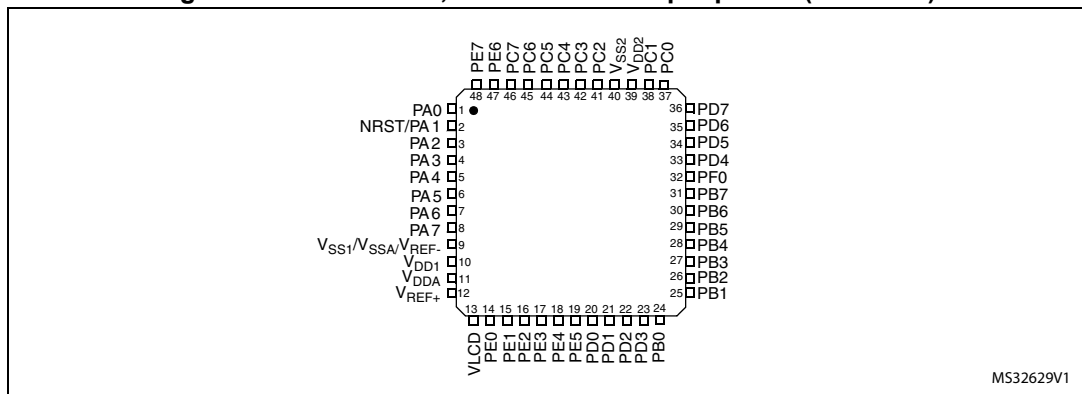 PE7
PE6
PC7
PC6
PC5
PC4
PC3
PC2
VSS2
VDD2
PC1
PC0
48 47 46 45 44 43 42 41 40 39 38 37
PA0 1
NRST/PA1 2
PA2 3
PA3 4
PA4 5
PA5 6
PA6 7
PA7 8
VSS1/VSSA/VREF- 9
VDD1 10
VDDA 11
VREF+ 12
36 PD7
35 PD6
34 PD5
33 PD4
32 PF0
31 PB7
30 PB6
29 PB5
28 PB4
27 PB3
26 PB2
25 PB1
13 14 15 16 17 18 19 20 21 22 23 24
VLCD
PE0
PE1
PE2
PE3
PE4
PE5
PD0
PD1
PD2
PD3
PB0
MS32629V1